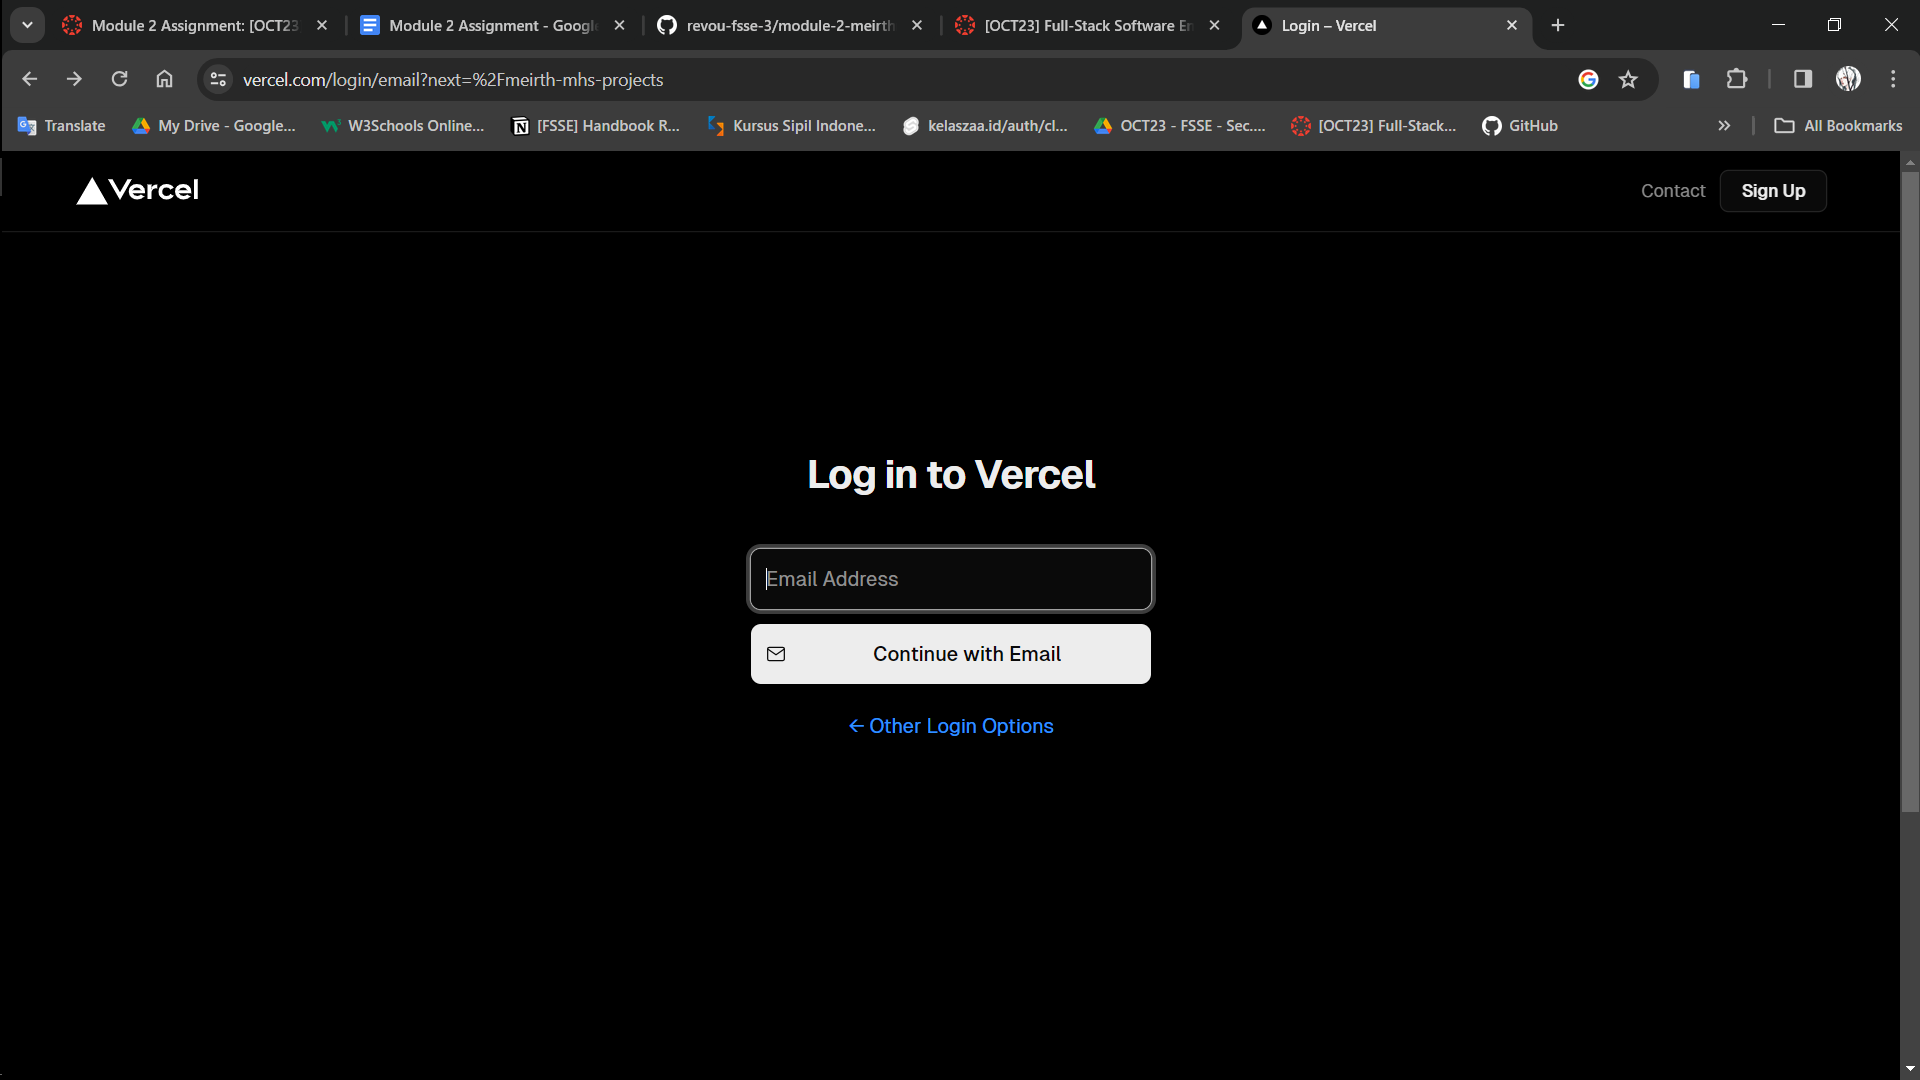 Module 2 Assignment: [OCT23
Module 2 Assignment - Googl
revou-fsse-3/module-2-meirth
[OCT23] Full-Stack Software En
Login – Vercel
vercel.com/login/email?next=%2Fmeirth-mhs-projects
Translate
My Drive - Google...
W3Schools Online...
[FSSE] Handbook R...
Kursus Sipil Indone...
kelaszaa.id/auth/cl...
OCT23 - FSSE - Sec....
[OCT23] Full-Stack...
GitHub
All Bookmarks
Vercel
Contact
Sign Up
Log in to Vercel
Email Address
Continue with Email
← Other Login Options